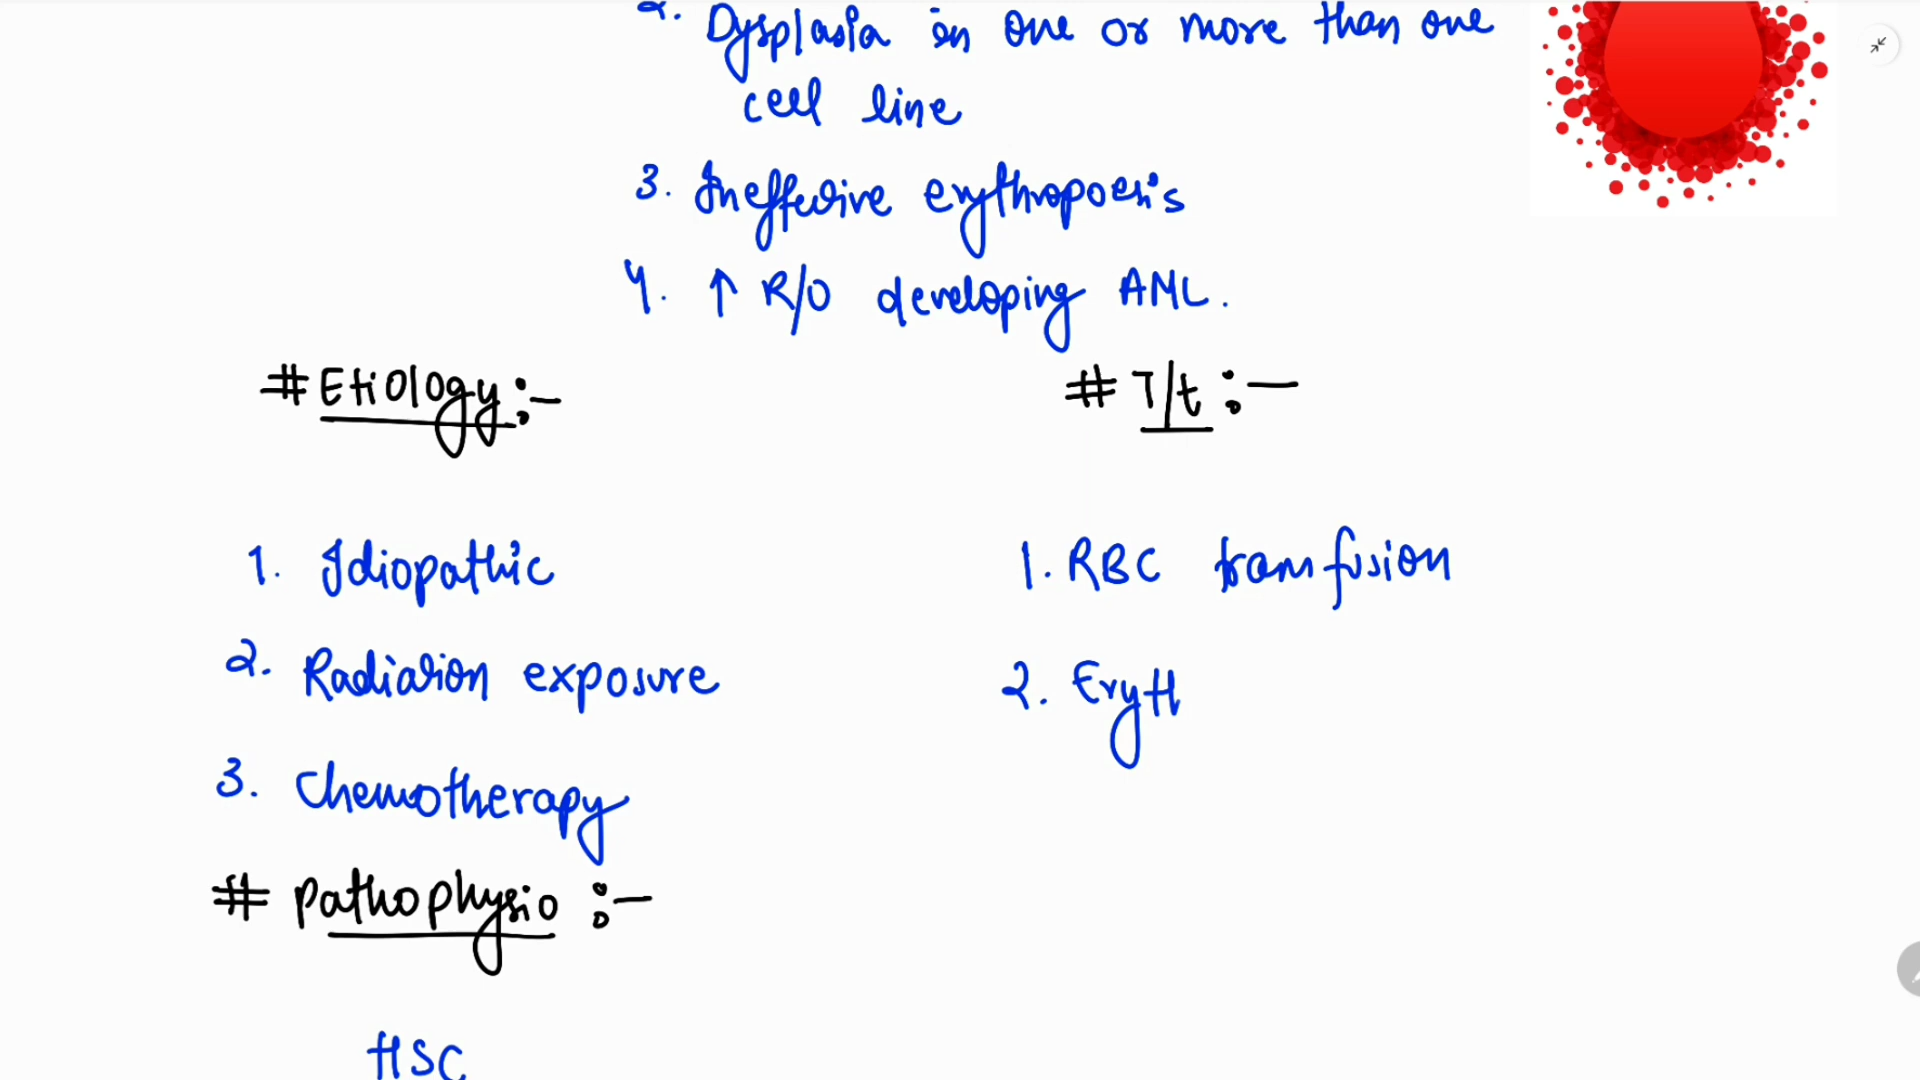 2. Dysplasia in one or more than one
cell line
3. Ineffective erythropoesis
4. ↑ R/O developing AML.
# Etiology :-
1. Idiopathic
2. Radiation exposure
3. Chemotherapy
# Pathophysio :-
HSC
# T/t :-
1. RBC transfusion
2. Eryth